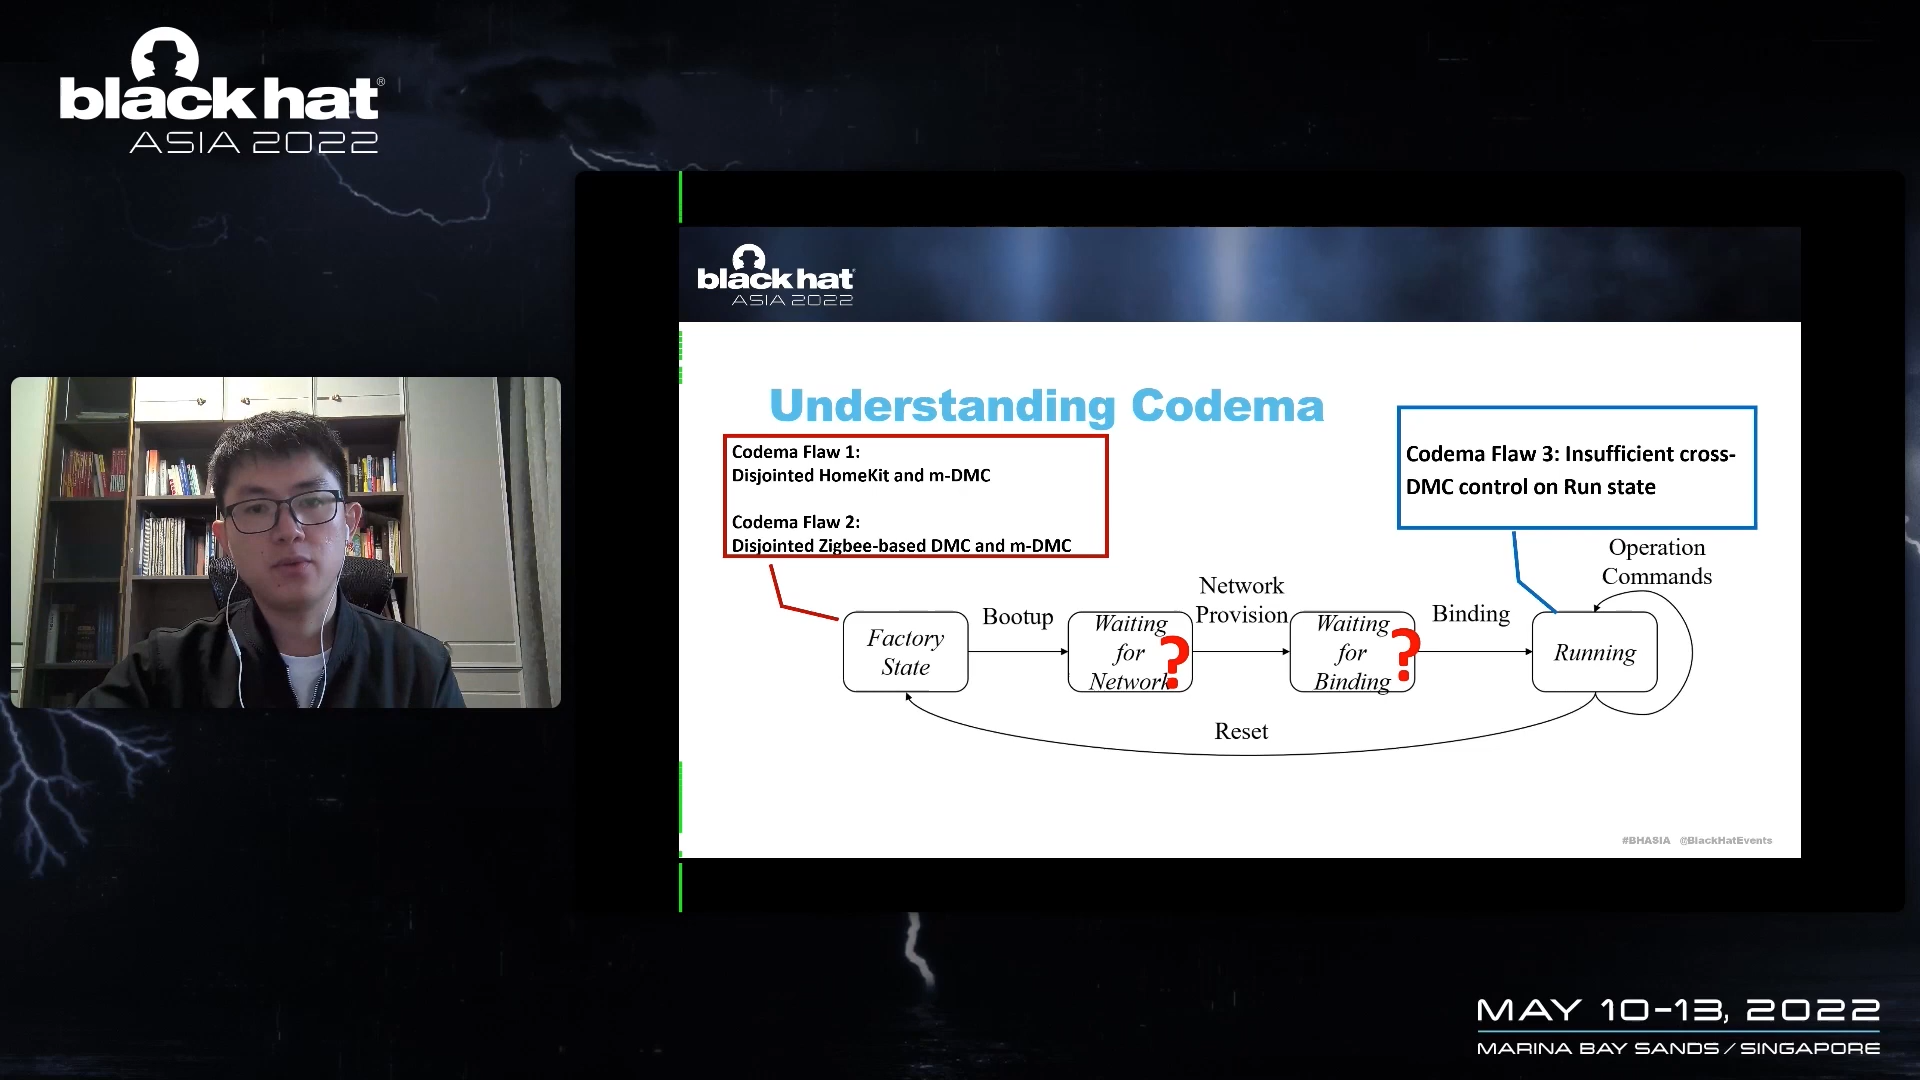 black hat®
ASIA 2022
black hat
ASIA 2022
Understanding Codema
Codema Flaw 1:
Disjointed HomeKit and m-DMC
Codema Flaw 2:
Disjointed Zigbee-based DMC and m-DMC
Codema Flaw 3: Insufficient cross-
DMC control on Run state
Operation
Commands
Factory
State
Bootup
Waiting
for
Network
?
Network
Provision
Waiting
for
Binding
?
Binding
Running
Reset
#BHASIA @BlackHatEvents
MAY 10-13, 2022
MARINA BAY SANDS / SINGAPORE